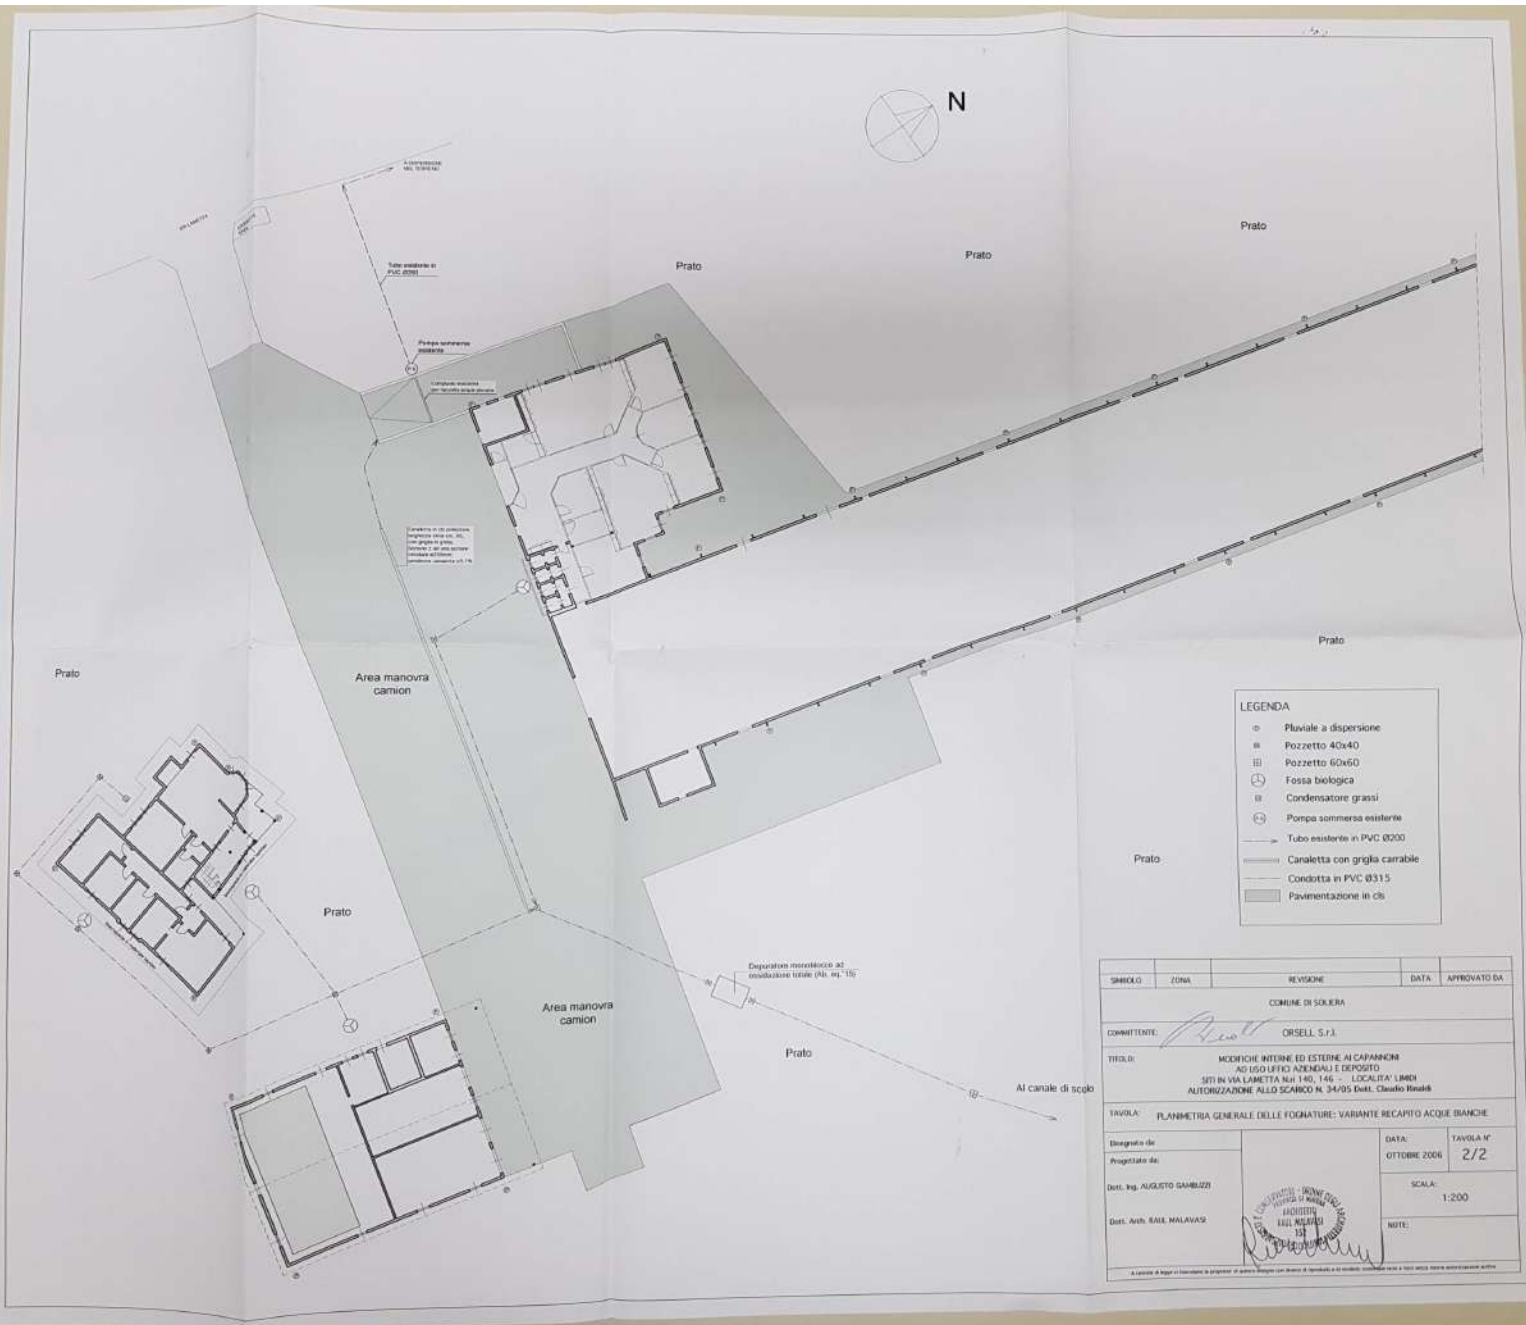 N
A DISPERSIONE
NEL TERRENO
VIA LAMETTA
Tubo esistente in
PVC Ø200
Prato
Prato
Prato
Pompa sommersa
esistente
Area manovra
camion
Prato
Prato
Prato
Prato
LEGENDA
Pluviale a dispersione
Pozzetto 40x40
Pozzetto 60x60
Fossa biologica
Condensatore grassi
Pompa sommersa esistente
Tubo esistente in PVC Ø200
Canaletta con griglia carrabile
Condotta in PVC Ø315
Pavimentazione in cls
Depuratore monoblocco ad
ossidazione totale (Ab. eq. 15)
Area manovra
camion
Prato
Al canale di scolo
SIMBOLO ZONA REVISIONE DATA APPROVATO DA
COMUNE DI SOLIERA
COMMITTENTE: ORSELL S.r.l.
TITOLO: MODIFICHE INTERNE ED ESTERNE AI CAPANNONI
AD USO UFFICI AZIENDALI E DEPOSITO
SITI IN VIA LAMETTA N.ri 140, 146 - LOCALITA' LIMIDI
AUTORIZZAZIONE ALLO SCARICO N. 34/05 Dott. Claudio Rinaldi
TAVOLA: PLANIMETRIA GENERALE DELLE FOGNATURE: VARIANTE RECAPITO ACQUE BIANCHE
Disegnato da:
Progettato da:
Dott. Ing. AUGUSTO GAMBUZZI
Dott. Arch. RAUL MALAVASI
ARCHITETTO
RAUL MALAVASI
152
DATA:
OTTOBRE 2006
TAVOLA N°
2/2
SCALA:
1:200
NOTE: